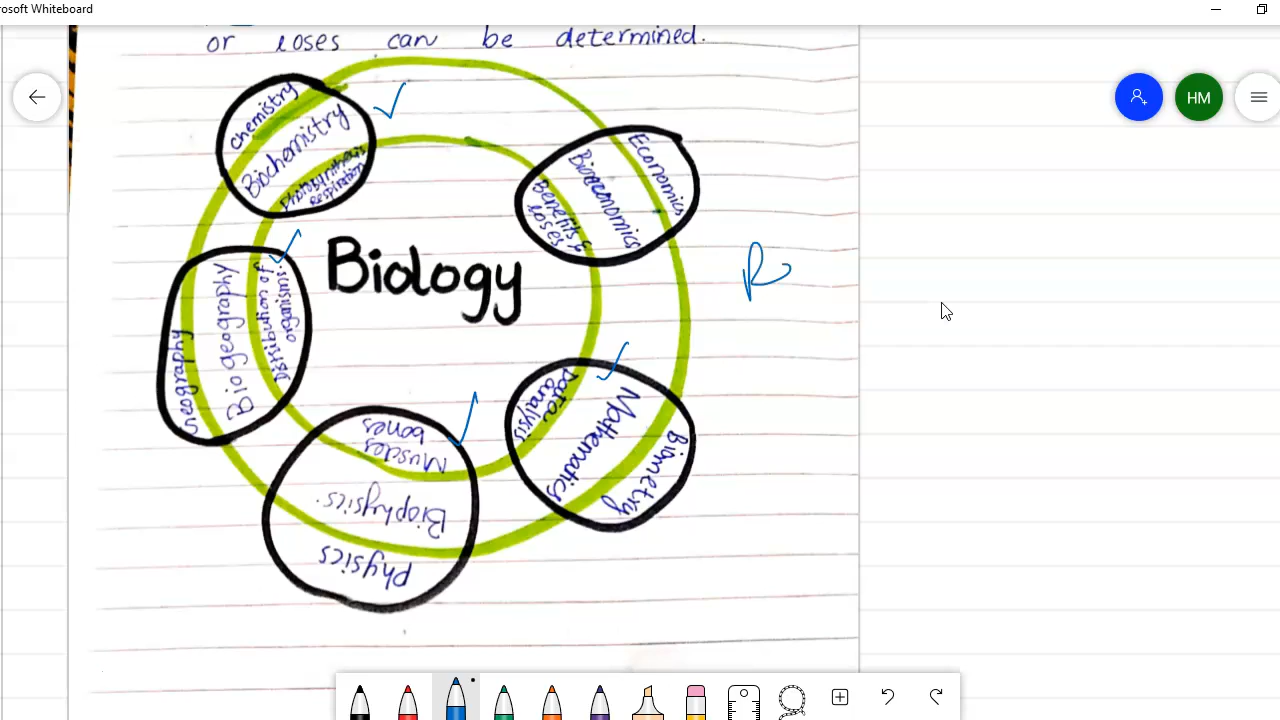 rosoft Whiteboard
or loses can be determined.
HM
Chemistry
Biochemistry
Photosynthesis
respiration
Economics
Bioeconomics
Benefits &
loses
Biology
Distribution of
organisms.
Biogeography
Geography
Data
analysis
Mathematics
Biometry
Muscles
bones
Biophysics.
Physics
R